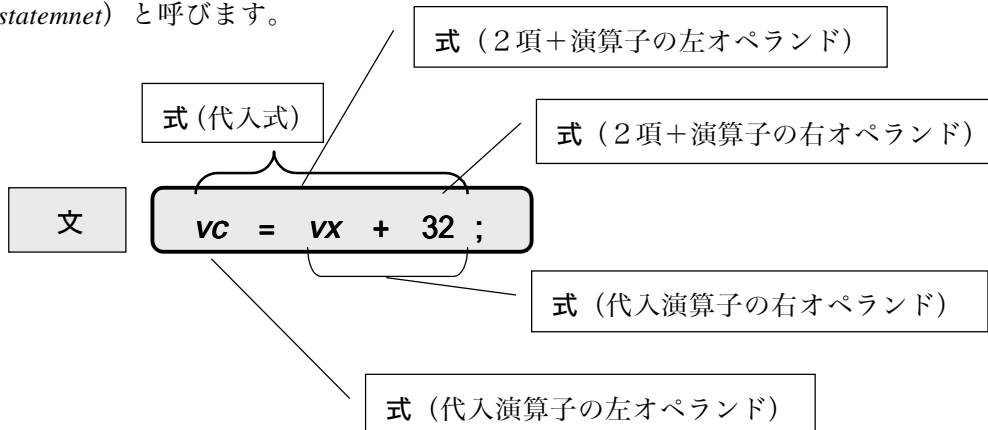 statemnet）と呼びます。
式（２項＋演算子の左オペランド）
式(代入式)
式（２項＋演算子の右オペランド）
文
vc = vx + 32 ;
式（代入演算子の右オペランド）
式（代入演算子の左オペランド）